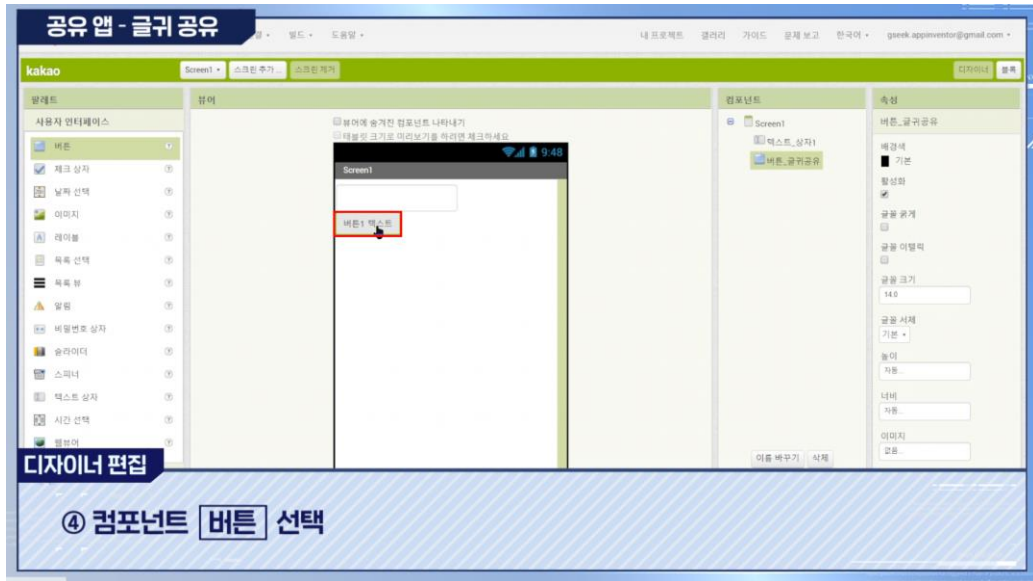 공유 앱 - 글귀 공유
빌드 도움말 내 프로젝트 갤러리 가이드 문제 보고 한국어 gseek.appinventor@gmail.com
kakao Screen1 스크린 추가 ... 스크린 제거 디자이너 블록
팔레트 뷰어 컴포넌트 속성
사용자 인터페이스
버튼
체크 상자
날짜 선택
이미지
레이블
목록 선택
목록 뷰
알림
비밀번호 상자
슬라이더
스피너
텍스트 상자
시간 선택
웹뷰어
뷰어에 숨겨진 컴포넌트 나타내기
태블릿 크기로 미리보기를 하려면 체크하세요
9:48
Screen1
버튼1 텍스트
Screen1
텍스트_상자1
버튼_글귀공유
이름 바꾸기 삭제
버튼_글귀공유
배경색
기본
활성화
글꼴 굵게
글꼴 이탤릭
글꼴 크기
14.0
글꼴 서체
기본
높이
자동...
너비
자동...
이미지
없음...
디자이너 편집
④ 컴포넌트 버튼 선택